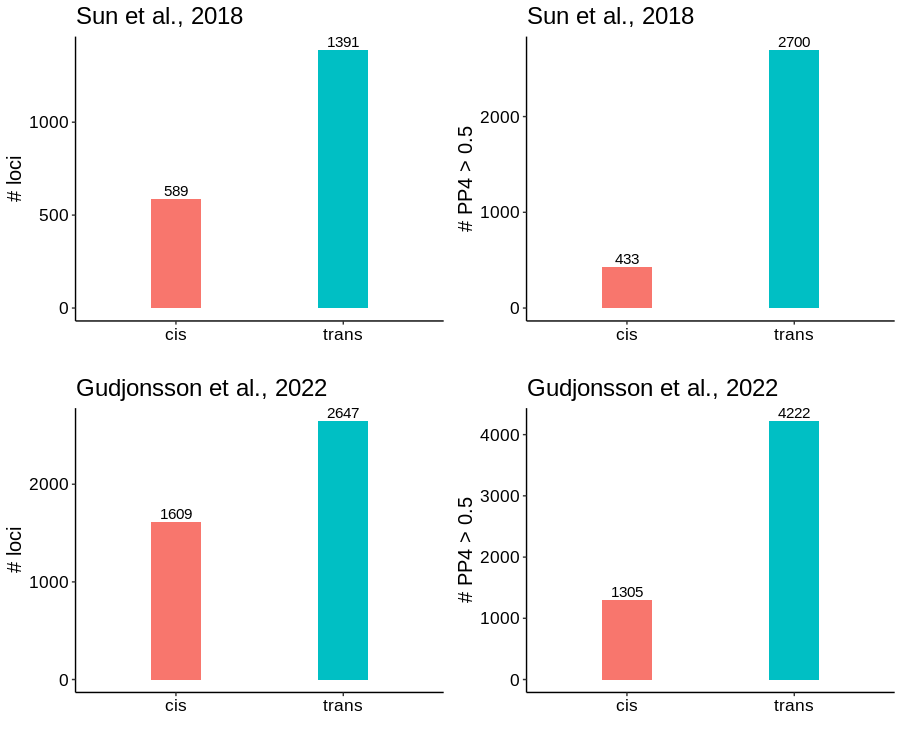 Sun et al., 2018
# loci
1000
500
0
589
1391
cis
trans
Sun et al., 2018
# PP4 > 0.5
2000
1000
0
433
2700
cis
trans
Gudjonsson et al., 2022
# loci
2000
1000
0
1609
2647
cis
trans
Gudjonsson et al., 2022
# PP4 > 0.5
4000
3000
2000
1000
0
1305
4222
cis
trans